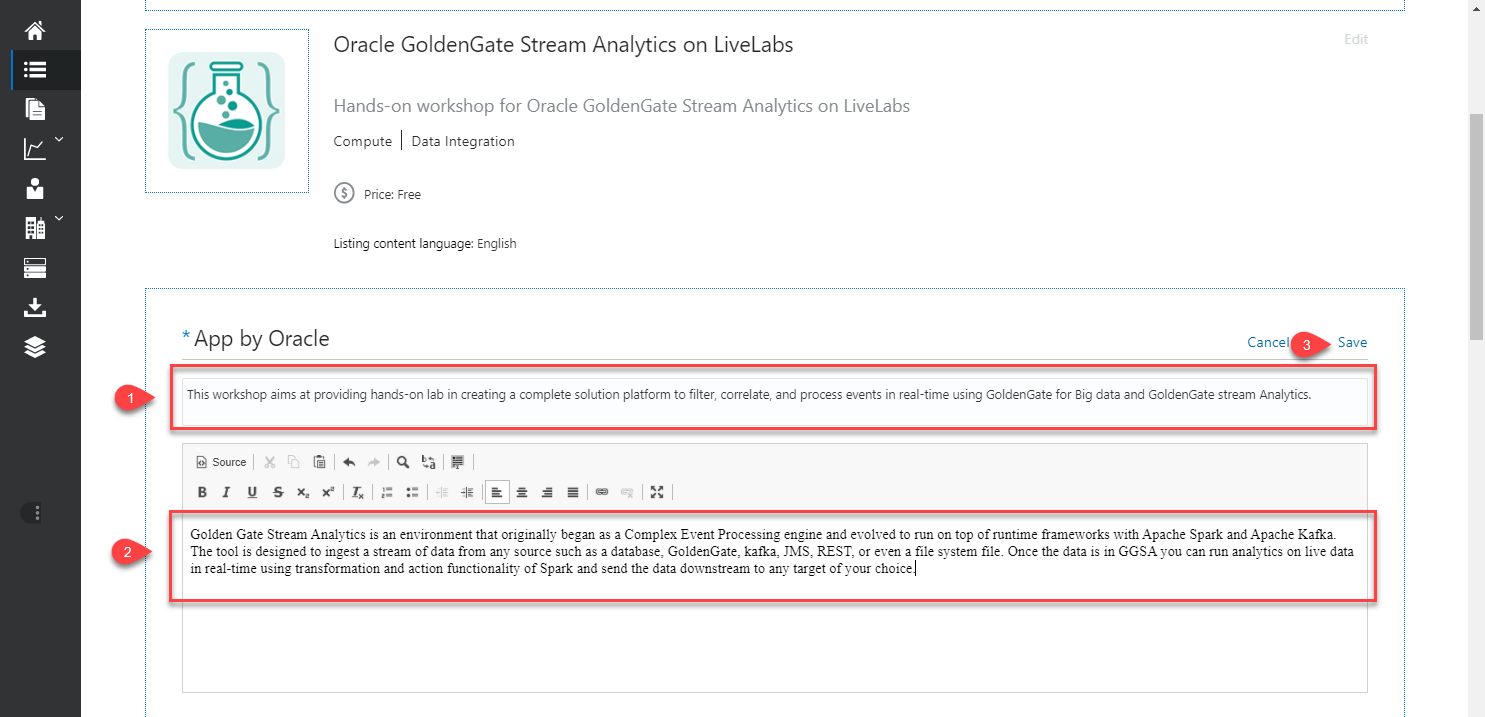 Oracle GoldenGate Stream Analytics on LiveLabs
Edit
Hands-on workshop for Oracle GoldenGate Stream Analytics on LiveLabs
Compute | Data Integration
$ Price: Free
Listing content language: English
* App by Oracle
Cancel 3 Save
1
This workshop aims at providing hands-on lab in creating a complete solution platform to filter, correlate, and process events in real-time using GoldenGate for Big data and GoldenGate stream Analytics.
Source
B I U S x₂ x² Ix
2
Golden Gate Stream Analytics is an environment that originally began as a Complex Event Processing engine and evolved to run on top of runtime frameworks with Apache Spark and Apache Kafka.
The tool is designed to ingest a stream of data from any source such as a database, GoldenGate, kafka, JMS, REST, or even a file system file. Once the data is in GGSA you can run analytics on live data
in real-time using transformation and action functionality of Spark and send the data downstream to any target of your choice.